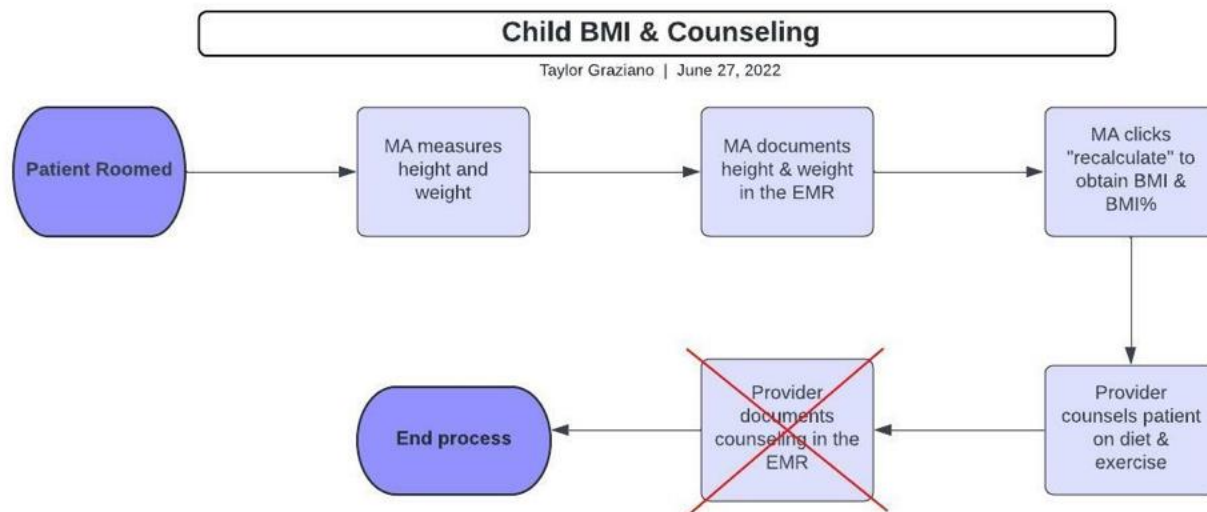 Child BMI & Counseling
Taylor Graziano | June 27, 2022
Patient Roomed
MA measures
height and
weight
MA documents
height & weight
in the EMR
MA clicks
"recalculate" to
obtain BMI &
BMI%
Provider
counsels patient
on diet &
exercise
Provider
documents
counseling in the
EMR
End process